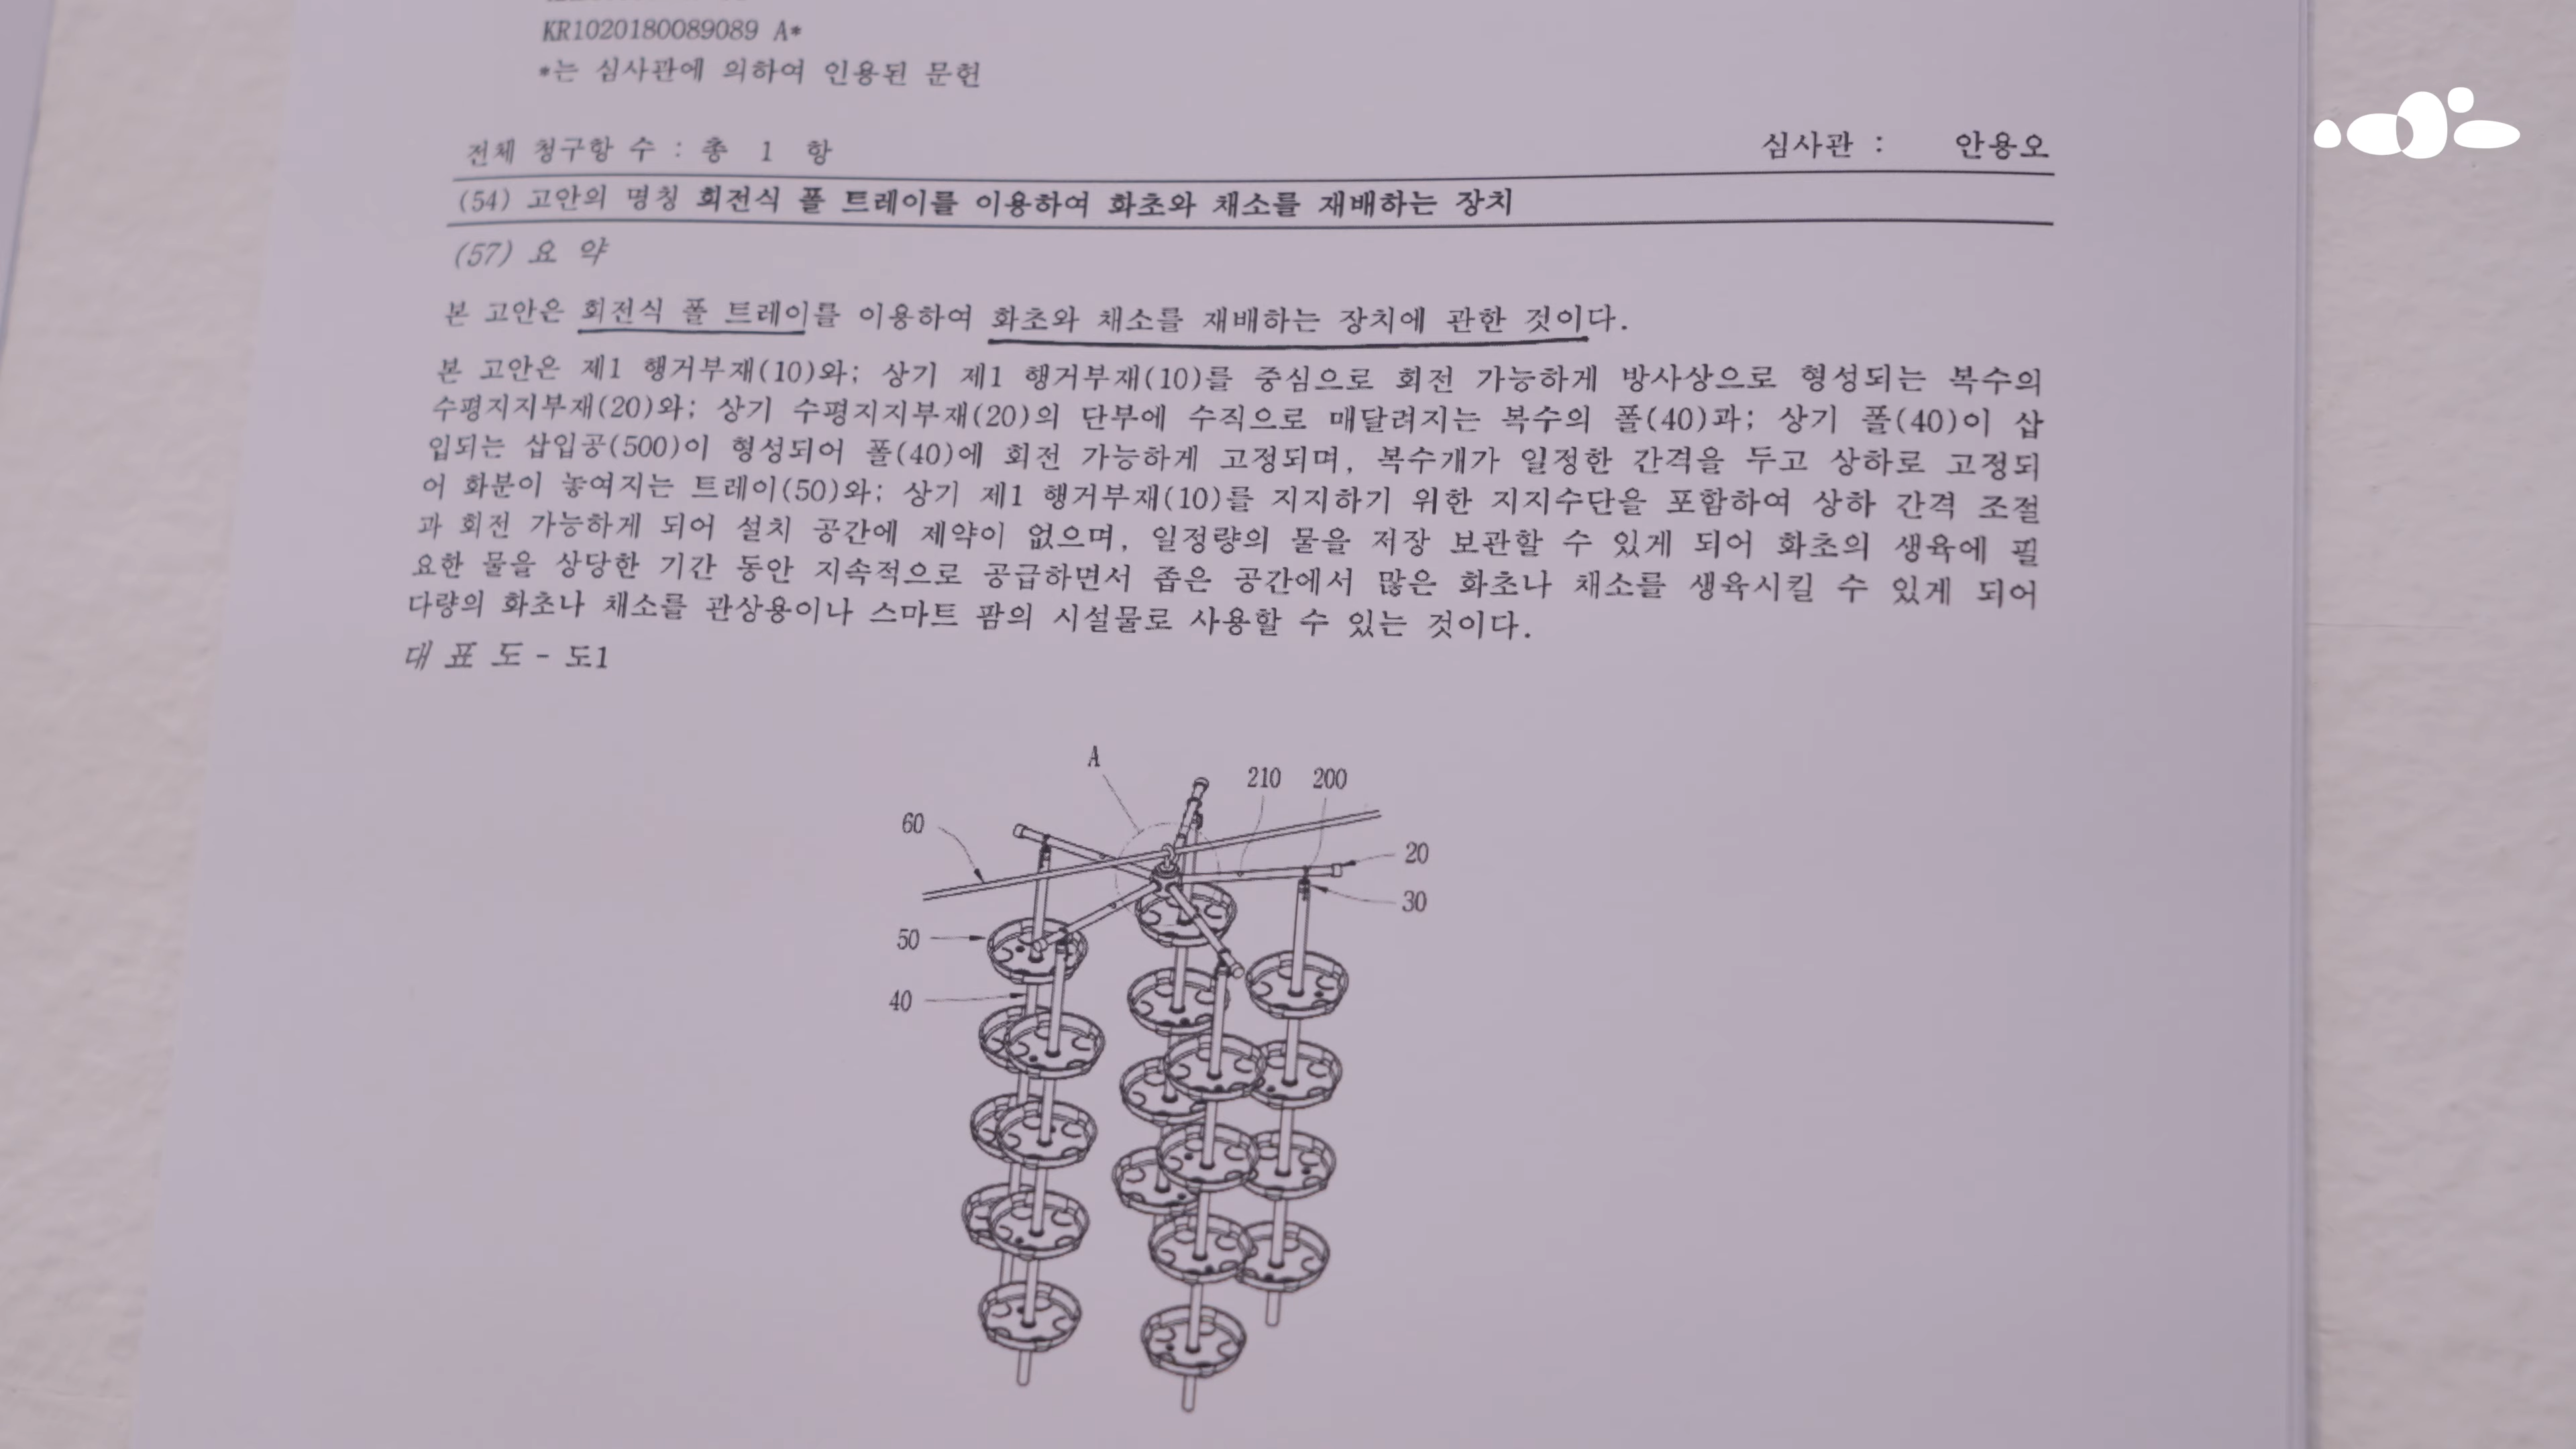 KR1020180089089 A*
*는 심사관에 의하여 인용된 문헌
전체 청구항 수 : 총 1 항
심사관 : 안용오
(54) 고안의 명칭 회전식 폴 트레이를 이용하여 화초와 채소를 재배하는 장치
(57) 요 약
본 고안은 회전식 폴 트레이를 이용하여 화초와 채소를 재배하는 장치에 관한 것이다.
본 고안은 제1 행거부재(10)와; 상기 제1 행거부재(10)를 중심으로 회전 가능하게 방사상으로 형성되는 복수의
수평지지부재(20)와; 상기 수평지지부재(20)의 단부에 수직으로 매달려지는 복수의 폴(40)과; 상기 폴(40)이 삽
입되는 삽입공(500)이 형성되어 폴(40)에 회전 가능하게 고정되며, 복수개가 일정한 간격을 두고 상하로 고정되
어 화분이 놓여지는 트레이(50)와; 상기 제1 행거부재(10)를 지지하기 위한 지지수단을 포함하여 상하 간격 조절
과 회전 가능하게 되어 설치 공간에 제약이 없으며, 일정량의 물을 저장 보관할 수 있게 되어 화초의 생육에 필
요한 물을 상당한 기간 동안 지속적으로 공급하면서 좁은 공간에서 많은 화초나 채소를 생육시킬 수 있게 되어
다량의 화초나 채소를 관상용이나 스마트 팜의 시설물로 사용할 수 있는 것이다.
대 표 도 - 도1
A
210 200
60
20
30
50
40